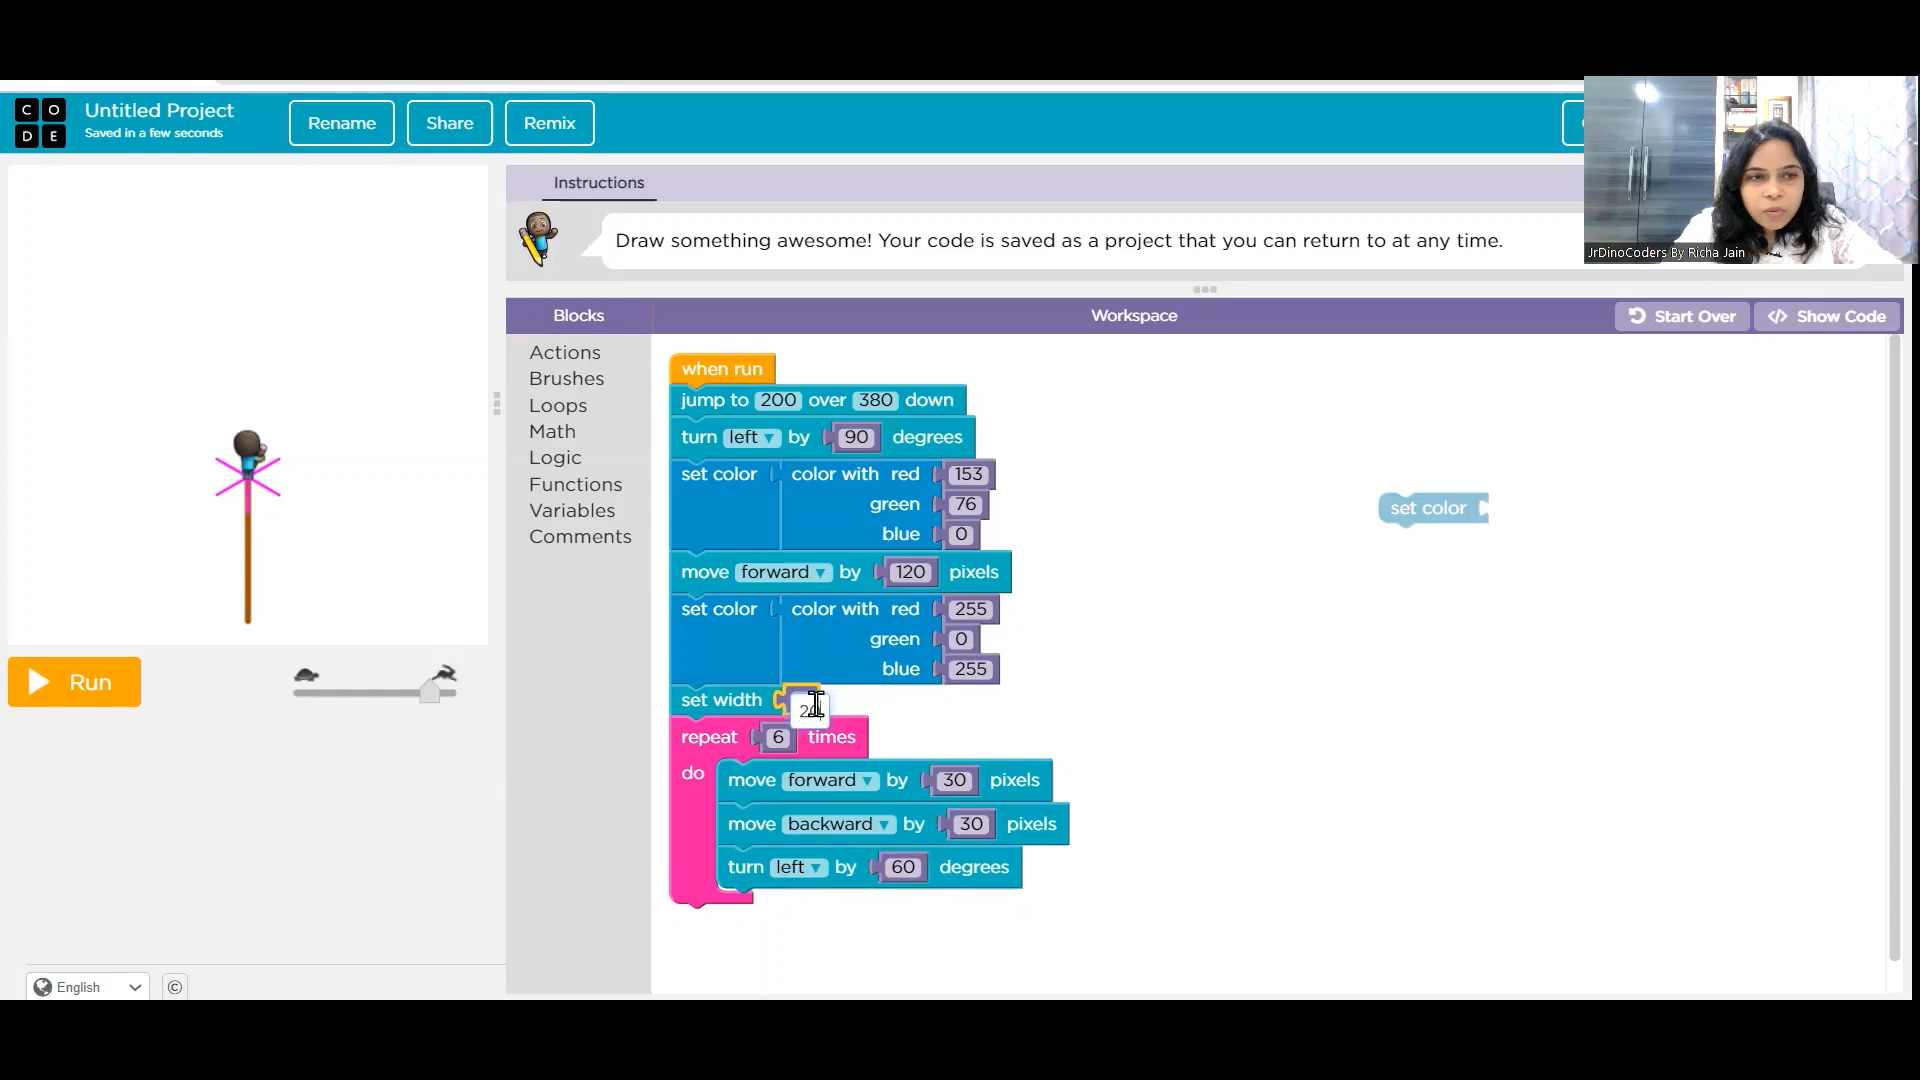 C O
D E
Untitled Project
Saved in a few seconds
Rename
Share
Remix
Instructions
Draw something awesome! Your code is saved as a project that you can return to at any time.
JrDinoCoders By Richa Jain
Blocks
Workspace
Start Over
Show Code
Actions
Brushes
Loops
Math
Logic
Functions
Variables
Comments
when run
jump to 200 over 380 down
turn left by 90 degrees
set color color with red 153
green 76
blue 0
move forward by 120 pixels
set color color with red 255
green 0
blue 255
set width 20
repeat 6 times
do move forward by 30 pixels
move backward by 30 pixels
turn left by 60 degrees
set color
Run
English
©